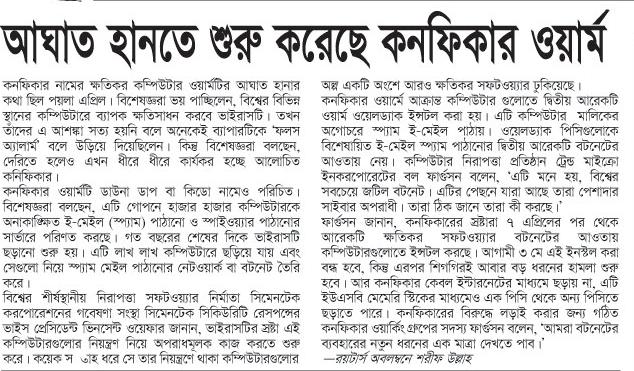 আঘাত হানতে শুরু করেছে কনফিকার ওয়ার্ম
কনফিকার নামের ক্ষতিকর কম্পিউটার ওয়ার্মটির আঘাত হানার
কথা ছিল পয়লা এপ্রিল। বিশেষজ্ঞরা ভয় পাচ্ছিলেন, বিশ্বের বিভিন্ন
স্থানের কম্পিউটারে ব্যাপক ক্ষতিসাধন করবে ভাইরাসটি। তখন
তাঁদের এ আশঙ্কা সত্য হয়নি বলে অনেকেই ব্যাপারটিকে ‘ফলস
অ্যালার্ম’ বলে উড়িয়ে দিয়েছিলেন। কিন্তু বিশেষজ্ঞরা বলছেন,
দেরিতে হলেও এখন ধীরে ধীরে কার্যকর হচ্ছে আলোচিত
কনিফিকার।
কনফিকার ওয়ার্মটি ডাউনা ডাপ বা কিডো নামেও পরিচিত।
বিশেষজ্ঞরা বলছেন, এটি গোপনে হাজার হাজার কম্পিউটারকে
অনাকাঙ্ক্ষিত ই-মেইল (স্প্যাম) পাঠানো ও স্পাইওয়্যার পাঠানোর
সার্ভারে পরিণত করছে। গত বছরের শেষের দিকে ভাইরাসটি
ছড়ানো শুরু হয়। এটি লাখ লাখ কম্পিউটারে ছড়িয়ে যায় এবং
সেগুলো নিয়ে স্প্যাম মেইল পাঠানোর নেটওয়ার্ক বা বটনেট তৈরি
করে।
বিশ্বের শীর্ষস্থানীয় নিরাপত্তা সফটওয়্যার নির্মাতা সিমেনটেক
করপোরেশনের গবেষণা সংস্থা সিমেনটেক সিকিউরিটি রেসপন্সের
ভাইস প্রেসিডেন্ট ভিনসেন্ট ওয়েফার জানান, ভাইরাসটির স্রষ্টা এই
কম্পিউটারগুলোর নিয়ন্ত্রণ নিয়ে অপরাধমূলক কাজ করতে শুরু
করে। কয়েক স ধরে সে তার নিয়ন্ত্রণে থাকা কম্পিউটারগুলোর
অল্প একটি অংশে আরও ক্ষতিকর সফটওয়্যার ঢুকিয়েছে।
কনফিকার ওয়ার্মে আক্রান্ত কম্পিউটার গুলোতে দ্বিতীয় আরেকটি
ওয়ার্ম ওয়েলড্যাক ইন্সটল করা হয়। এটি কম্পিউটার মালিকের
অগোচরে স্প্যাম ই-মেইল পাঠায়। ওয়েলড্যাক পিসিগুলোকে
বিশেষায়িত ই-মেল স্প্যাম পাঠানোর দ্বিতীয় আরেকটি বটনেটের
আওতায় নেয়। কম্পিউটার নিরাপত্তা প্রতিষ্ঠান ট্রেন্ড মাইক্রো
ইনকরপোরেটের বল ফার্গুসন বলেন, ‘এটি মনে হয়, বিশ্বের
সবচেয়ে জটিল বটনেট। এটির পেছনে যারা আছে তারা পেশাদার
সাইবার অপরাধী। তারা ঠিক জানে তারা কী করছে।’
ফার্গুসন জানান, কনফিকারের স্রষ্টারা ৭ এপ্রিলের পর থেকে
আরেকটি ক্ষতিকর সফটওয়্যার বটনেটের আওতায়
কম্পিউটারগুলোতে ইন্সটল করছে। আগামী ৩ মে এই ইনস্টল করা
বন্ধ হবে, কিন্তু এরপর শিগগিরই আবার বড় ধরনের হামলা শুরু
হবে। আর কনফিকার কেবল ইন্টারনেটের মাধ্যমে ছড়ায় না, এটি
ইউএসবি মেমেরি স্টিকের মাধ্যমেও এক পিসি থেকে অন্য পিসিতে
ছড়াতে পারে। কনফিকারের বিরুদ্ধে লড়াই করার জন্য গঠিত
কনফিকার ওয়ার্কিং গ্রুপের সদস্য ফার্গুসন বলেন, ‘আমরা বটনেটের
ব্যবহারের নতুন ধরনের এক মাত্রা দেখতে পাব।’
—রয়টার্স অবলম্বনে শরীফ উল্লাহ